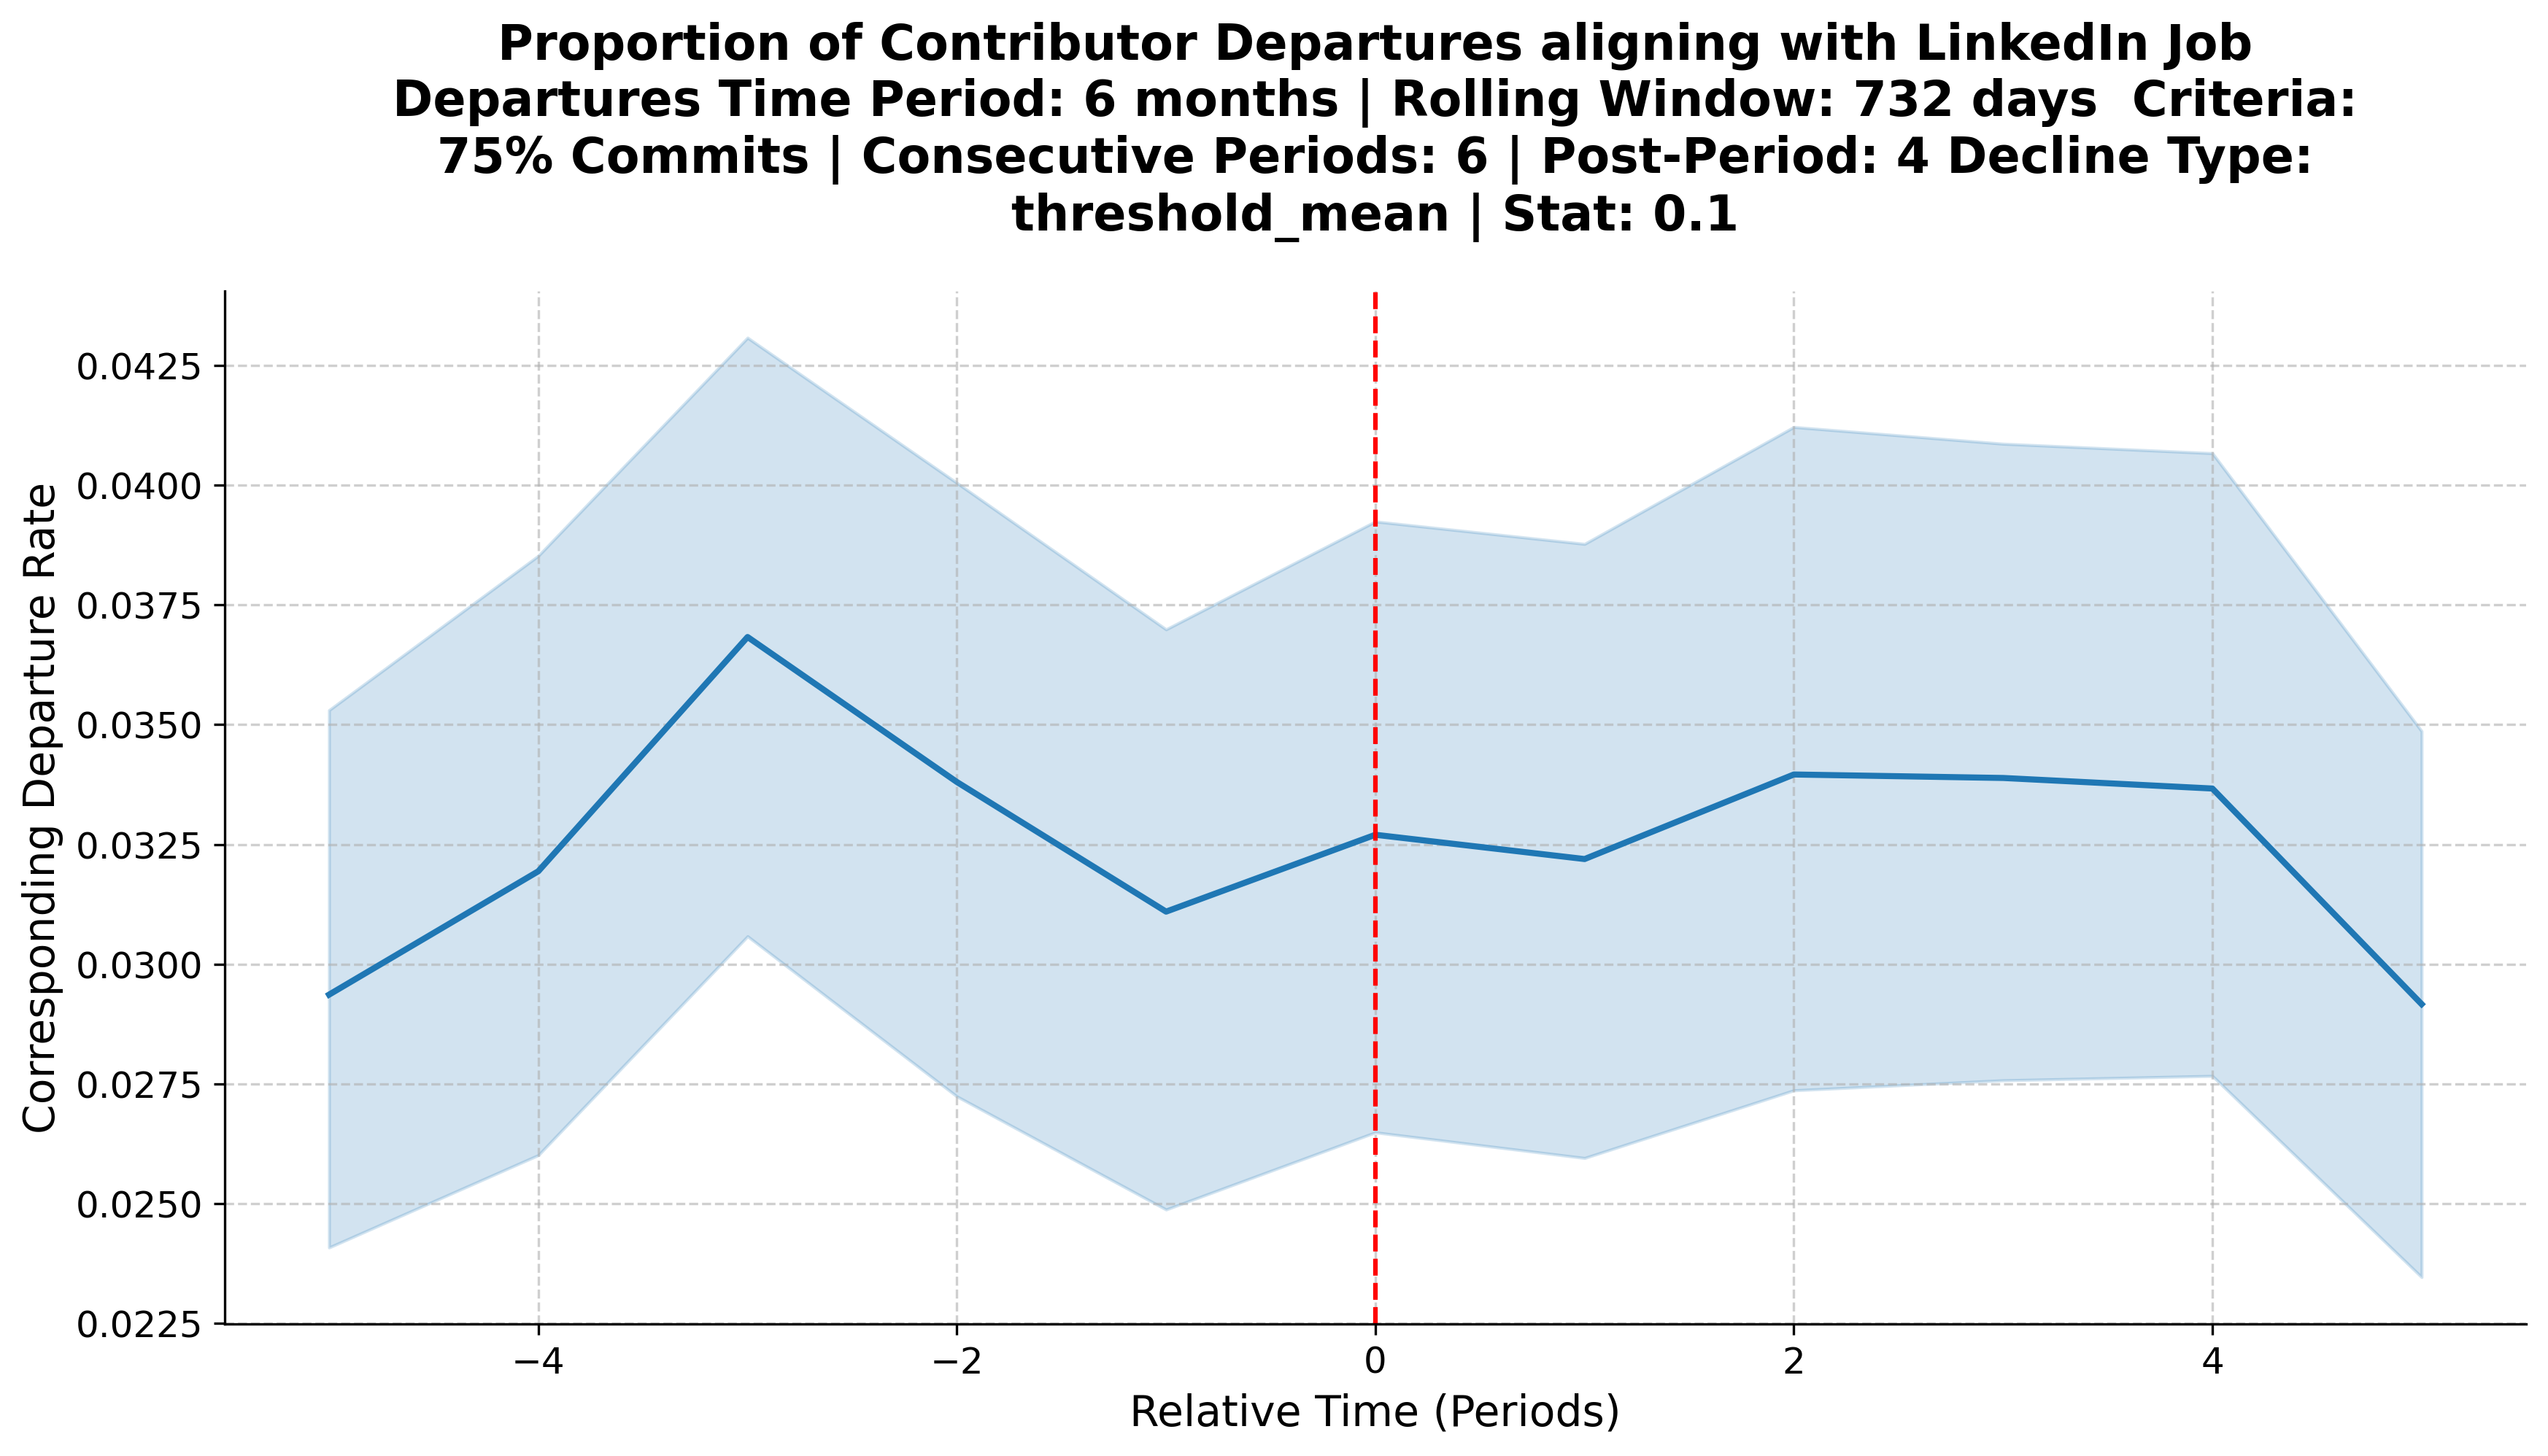 Proportion of Contributor Departures aligning with LinkedIn Job
Departures Time Period: 6 months | Rolling Window: 732 days  Criteria:
75% Commits | Consecutive Periods: 6 | Post-Period: 4 Decline Type:
threshold_mean | Stat: 0.1
Corresponding Departure Rate
0.0425
0.0400
0.0375
0.0350
0.0325
0.0300
0.0275
0.0250
0.0225
−4
−2
0
2
4
Relative Time (Periods)